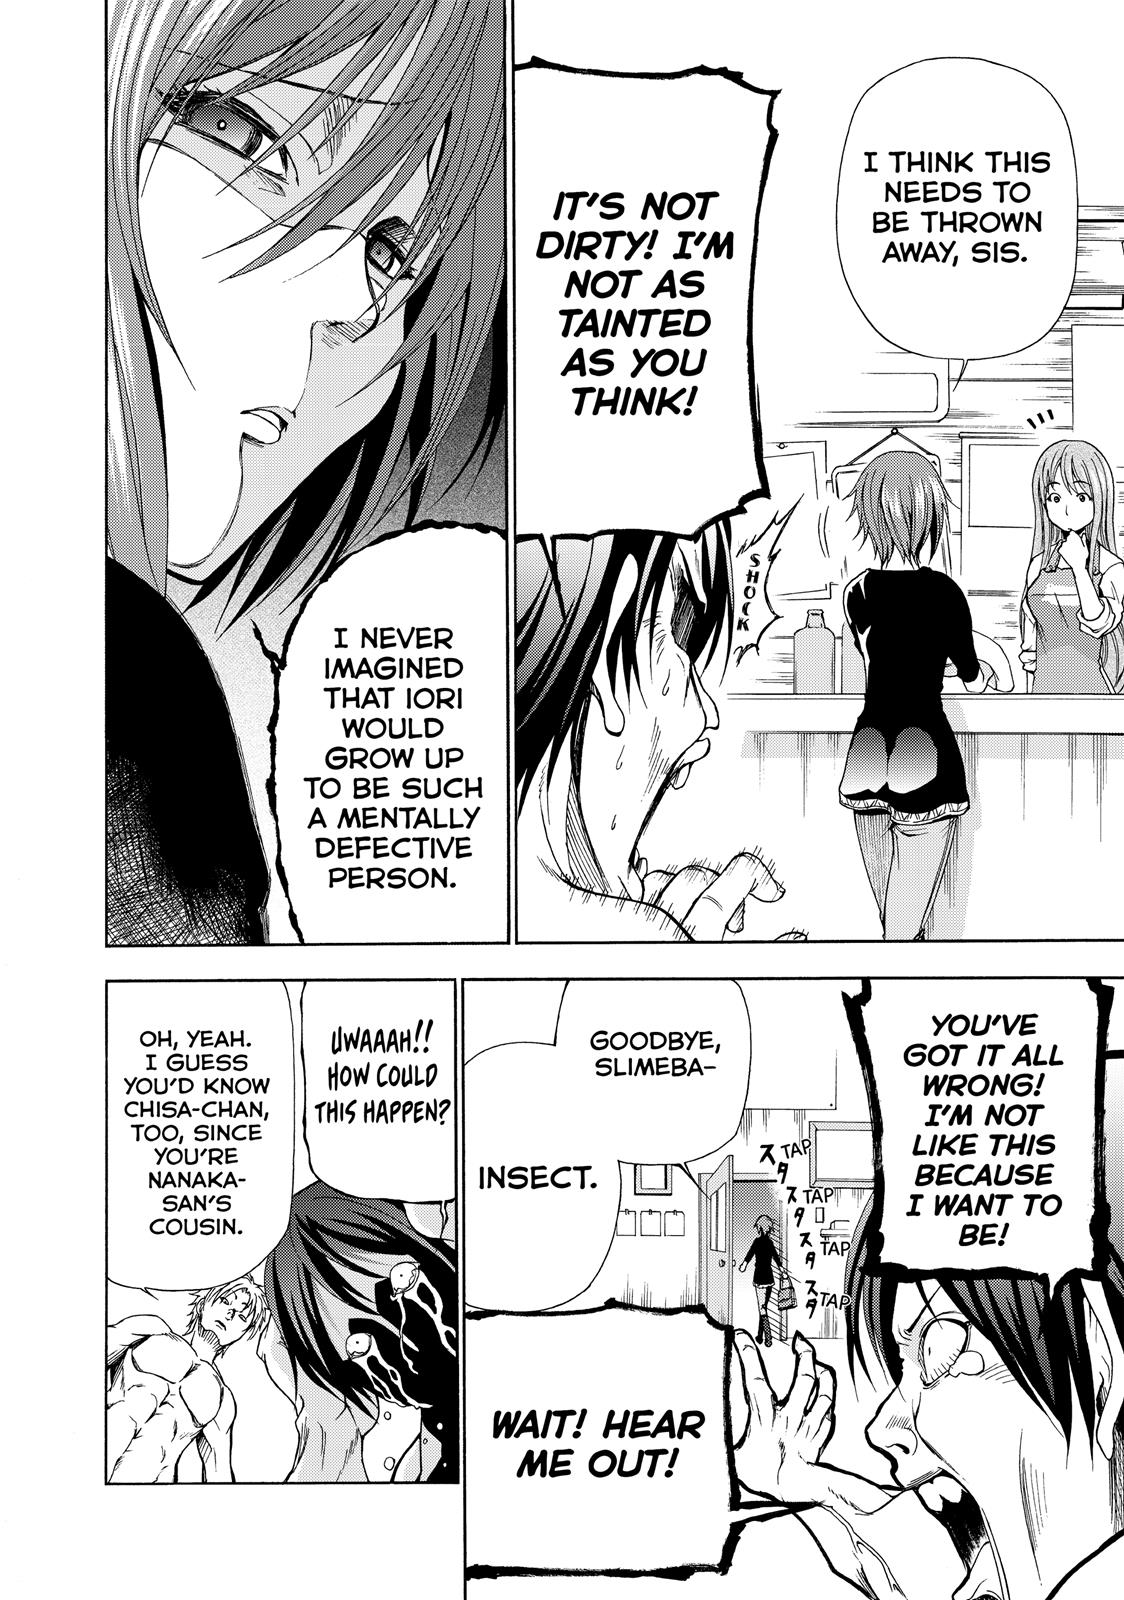 I THINK THIS
NEEDS TO
BE THROWN
AWAY, SIS.
SHOCK
IT'S NOT
DIRTY! I'M
NOT AS
TAINTED
AS YOU
THINK!
I NEVER
IMAGINED
THAT IORI
WOULD
GROW UP
TO BE SUCH
A MENTALLY
DEFECTIVE
PERSON.
YOU'VE
GOT IT ALL
WRONG!
I'M NOT
LIKE THIS
BECAUSE
I WANT TO
BE!
GOODBYE,
SLIMEBA-
INSECT.
スタ TAP
スタ TAP
スタ TAP
スタ TAP
WAIT! HEAR
ME OUT!
UWAAAH!!
HOW COULD
THIS HAPPEN?
OH, YEAH.
I GUESS
YOU'D KNOW
CHISA-CHAN,
TOO, SINCE
YOU'RE
NANAKA-
SAN'S
COUSIN.